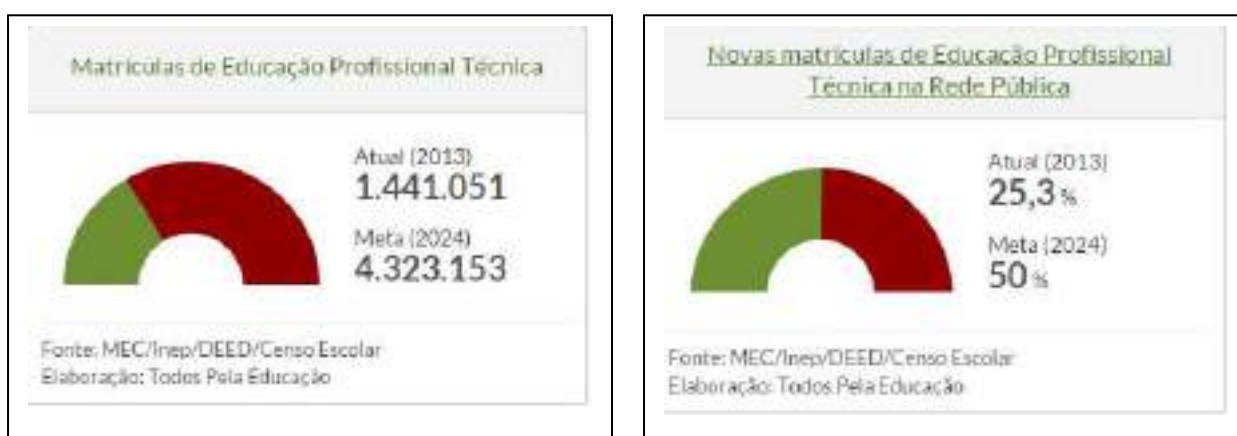 Matrículas de Educação Profissional Técnica
Atual (2013)
1.441.051
Meta (2024)
4.323.153
Fonte: MEC/Inep/DEED/Censo Escolar
Elaboração: Todos Pela Educação
Novas matrículas de Educação Profissional
Técnica na Rede Pública
Atual (2013)
25,3 %
Meta (2024)
50 %
Fonte: MEC/Inep/DEED/Censo Escolar
Elaboração: Todos Pela Educação